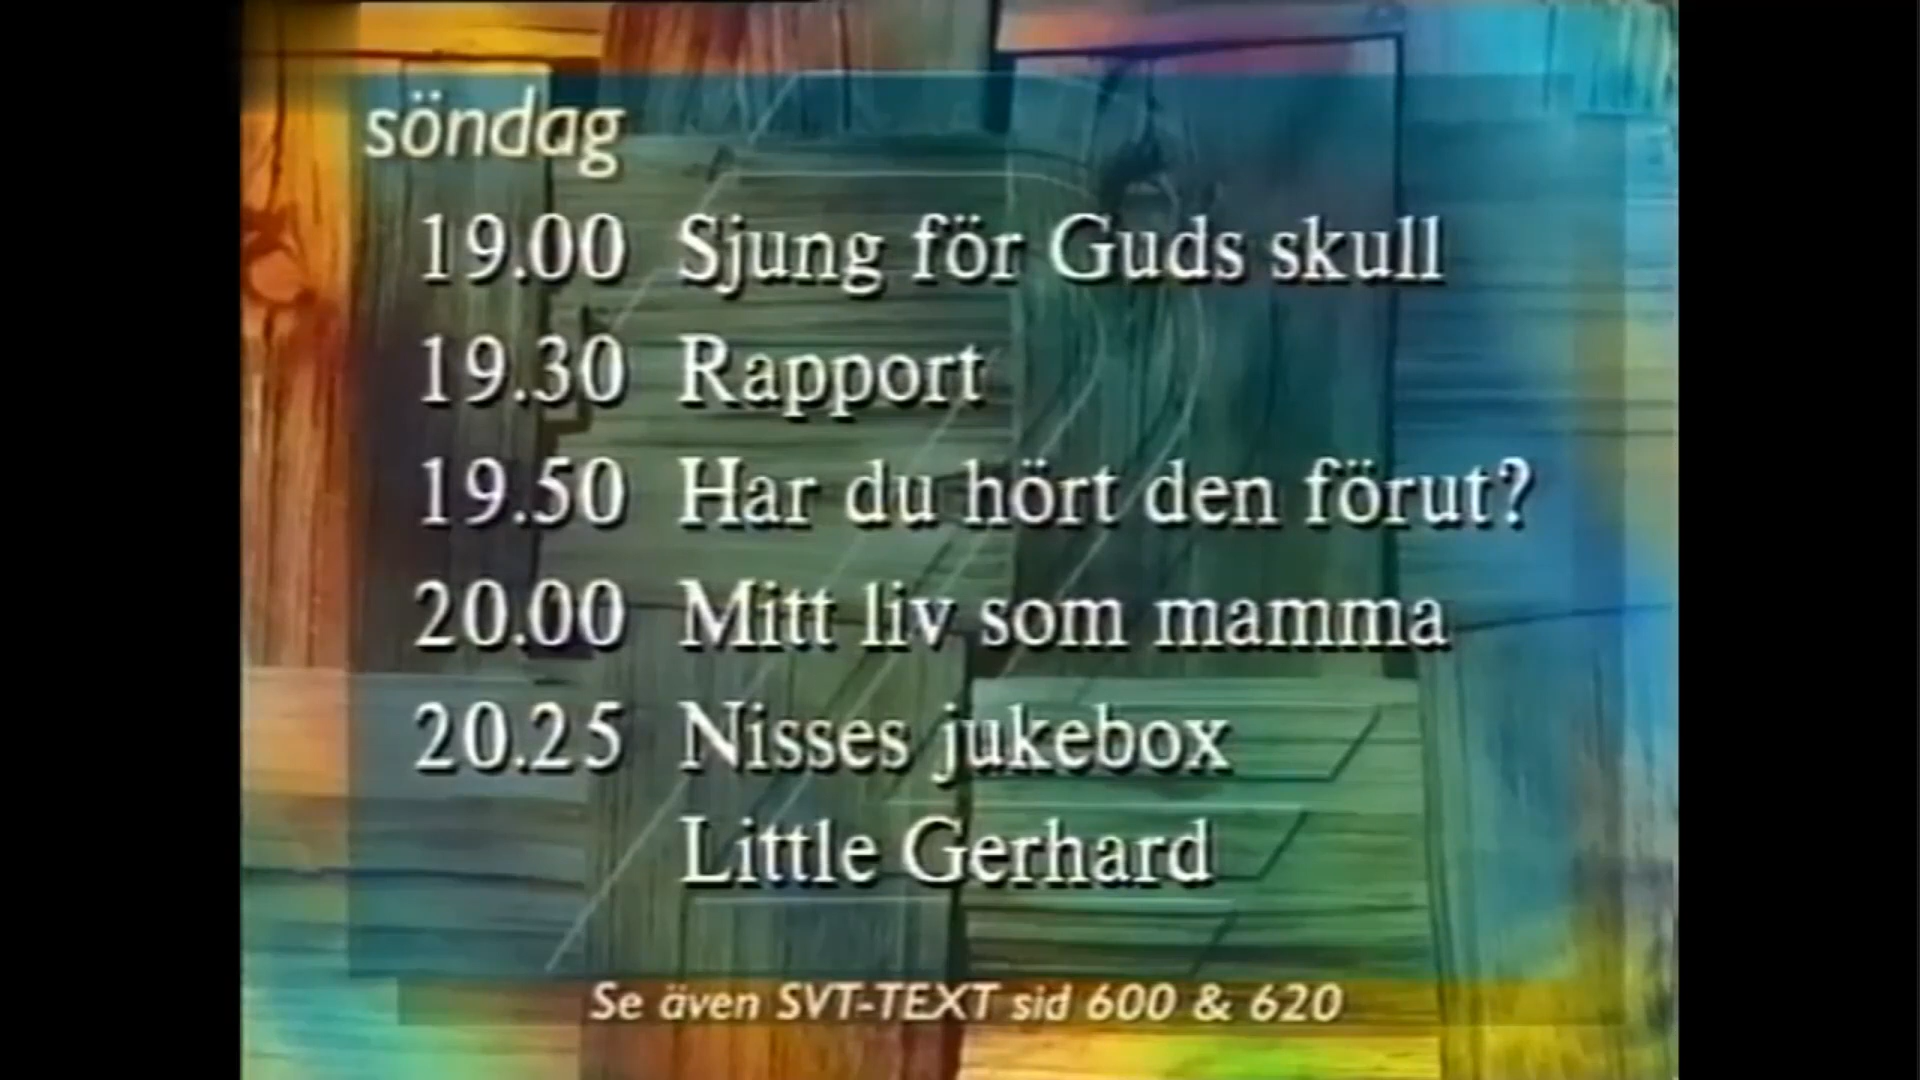 söndag
19.00 Sjung för Guds skull
19.30 Rapport
19.50 Har du hört den förut?
20.00 Mitt liv som mamma
20.25 Nisses jukebox
Little Gerhard
Se även SVT-TEXT sid 600 & 620